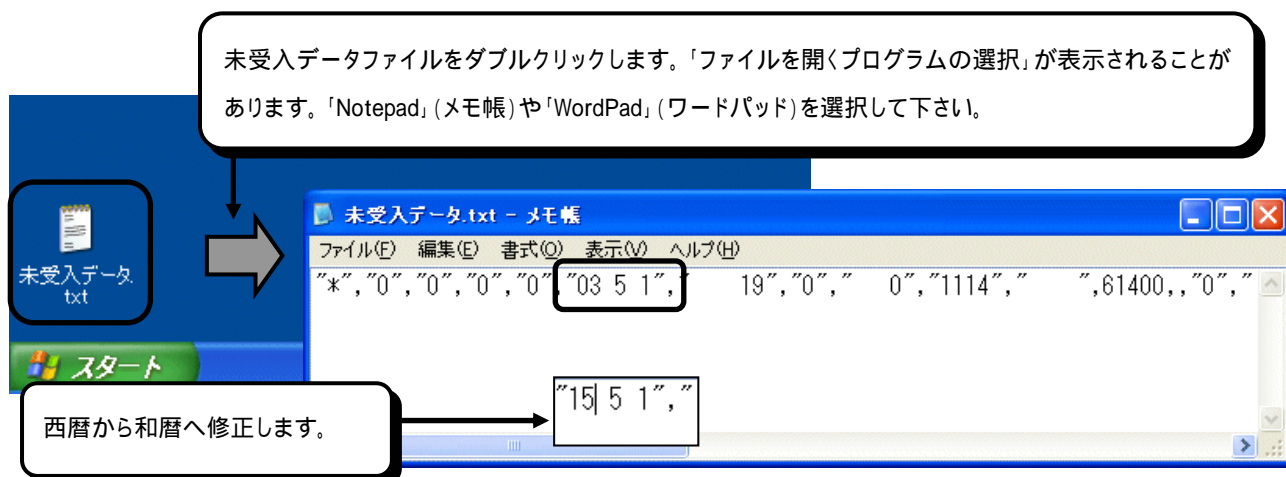 未受入データファイルをダブルクリックします。「ファイルを開くプログラムの選択」が表示されることが
あります。「Notepad」(メモ帳)や「WordPad」(ワードパッド)を選択して下さい。
未受入データ.
txt
未受入データ.txt - メモ帳
ファイル(F) 編集(E) 書式(O) 表示(V) ヘルプ(H)
"*","0","0","0","0","03 5 1","    19","0","    0","1114","    ",61400,,"0","
スタート
"15 5 1","
西暦から和暦へ修正します。